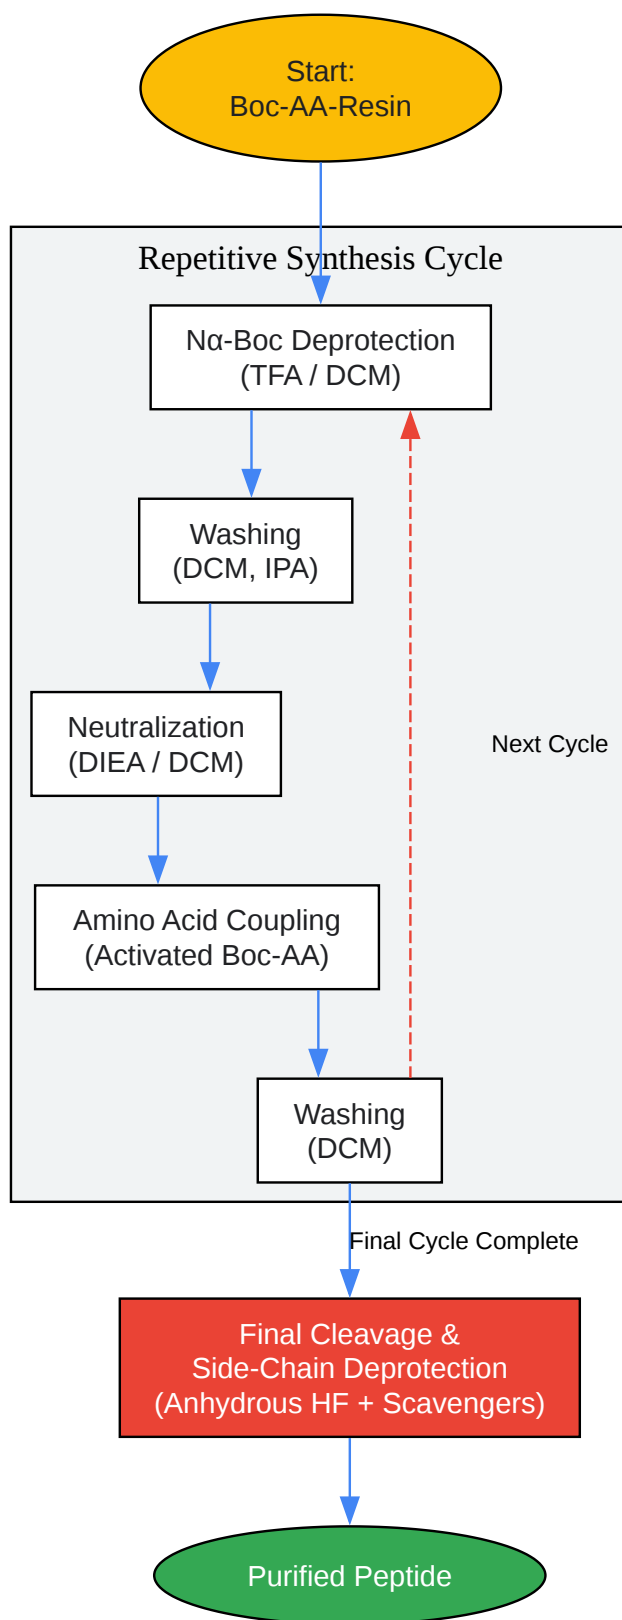 Start:
Boc-AA-Resin
Repetitive Synthesis Cycle
Nα-Boc Deprotection
(TFA / DCM)
Washing
(DCM, IPA)
Neutralization
(DIEA / DCM)
Next Cycle
Amino Acid Coupling
(Activated Boc-AA)
Washing
(DCM)
Final Cycle Complete
Final Cleavage &
Side-Chain Deprotection
(Anhydrous HF + Scavengers)
Purified Peptide